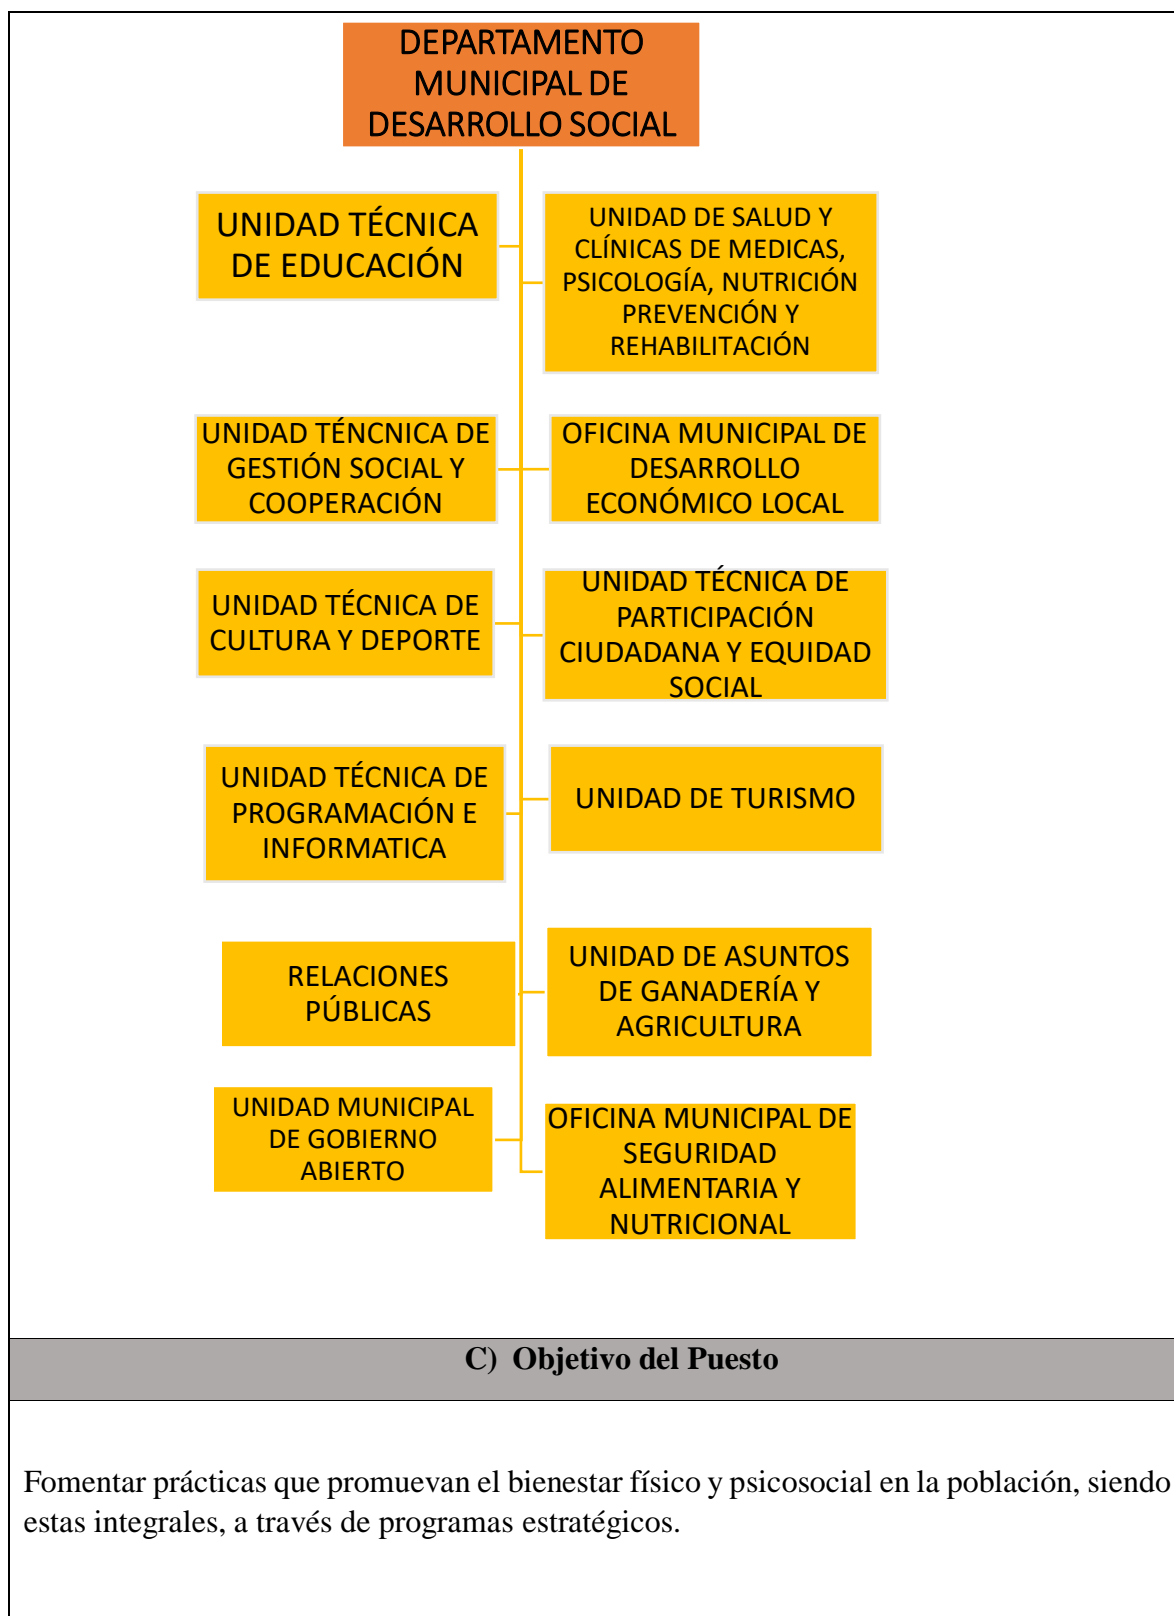 DEPARTAMENTO
MUNICIPAL DE
DESARROLLO SOCIAL
UNIDAD TÉCNICA
DE EDUCACIÓN
UNIDAD DE SALUD Y
CLÍNICAS DE MEDICAS,
PSICOLOGÍA, NUTRICIÓN
PREVENCIÓN Y
REHABILITACIÓN
UNIDAD TÉNCNICA DE
GESTIÓN SOCIAL Y
COOPERACIÓN
OFICINA MUNICIPAL DE
DESARROLLO
ECONÓMICO LOCAL
UNIDAD TÉCNICA DE
CULTURA Y DEPORTE
UNIDAD TÉCNICA DE
PARTICIPACIÓN
CIUDADANA Y EQUIDAD
SOCIAL
UNIDAD TÉCNICA DE
PROGRAMACIÓN E
INFORMATICA
UNIDAD DE TURISMO
RELACIONES
PÚBLICAS
UNIDAD DE ASUNTOS
DE GANADERÍA Y
AGRICULTURA
UNIDAD MUNICIPAL
DE GOBIERNO
ABIERTO
OFICINA MUNICIPAL DE
SEGURIDAD
ALIMENTARIA Y
NUTRICIONAL
C) Objetivo del Puesto
Fomentar prácticas que promuevan el bienestar físico y psicosocial en la población, siendo
estas integrales, a través de programas estratégicos.